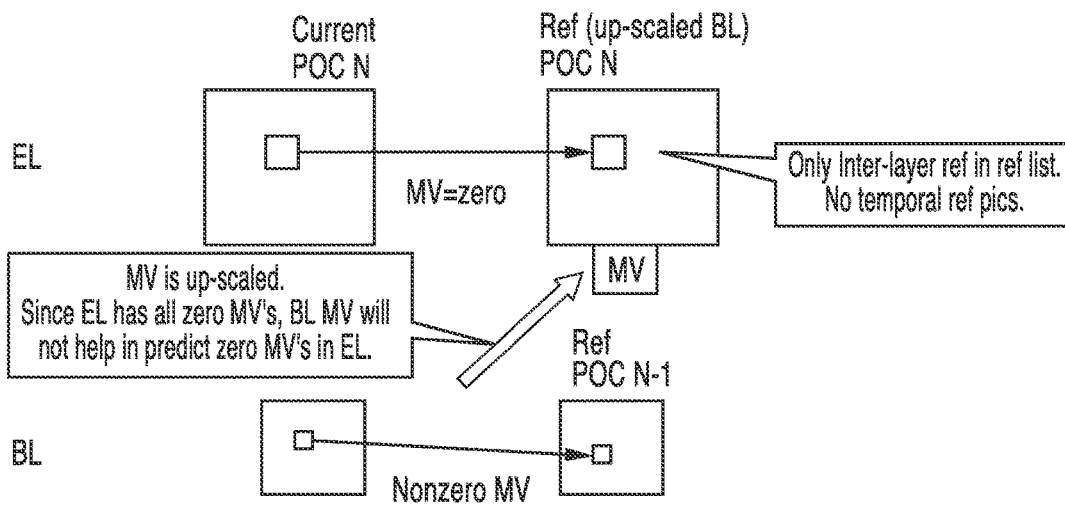 Current
POC N
Ref (up-scaled BL)
POC N
EL
MV=zero
Only Inter-layer ref in ref list.
No temporal ref pics.
MV is up-scaled.
Since EL has all zero MV's, BL MV will
not help in predict zero MV's in EL.
MV
Ref
POC N-1
BL
Nonzero MV